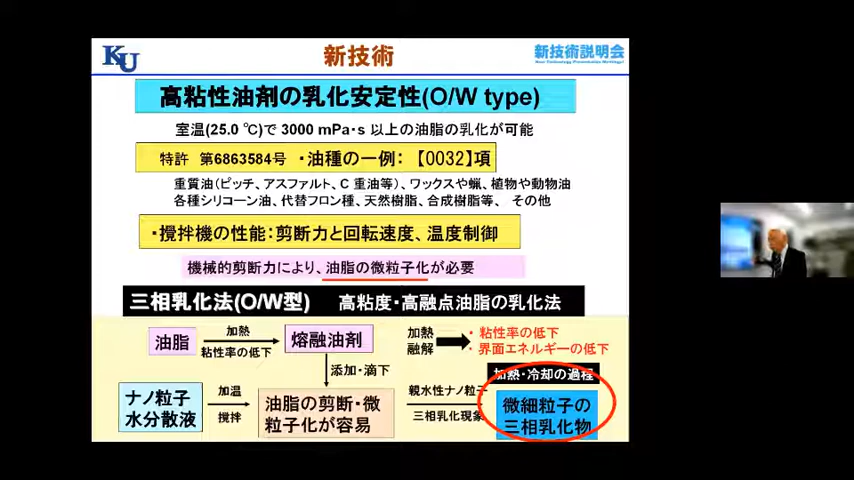 KU
新技術
新技術説明会
New Technology Presentation Meetings!
高粘性油剤の乳化安定性(O/W type)
室温(25.0 ℃)で 3000 mPa・s 以上の油脂の乳化が可能
特許 第6863584号 ・油種の一例：【0032】項
重質油(ピッチ、アスファルト、C 重油等)、ワックスや蝋、植物や動物油
各種シリコーン油、代替フロン種、天然樹脂、合成樹脂等、 その他
・攪拌機の性能：剪断力と回転速度、温度制御
機械的剪断力により、油脂の微粒子化が必要
三相乳化法(O/W型) 高粘度・高融点油脂の乳化法
油脂
加熱
粘性率の低下
熔融油剤
加熱
融解
・粘性率の低下
・界面エネルギーの低下
添加・滴下
加熱・冷却の過程
ナノ粒子
水分散液
加温
攪拌
油脂の剪断・微
粒子化が容易
親水性ナノ粒子
三相乳化現象
微細粒子の
三相乳化物